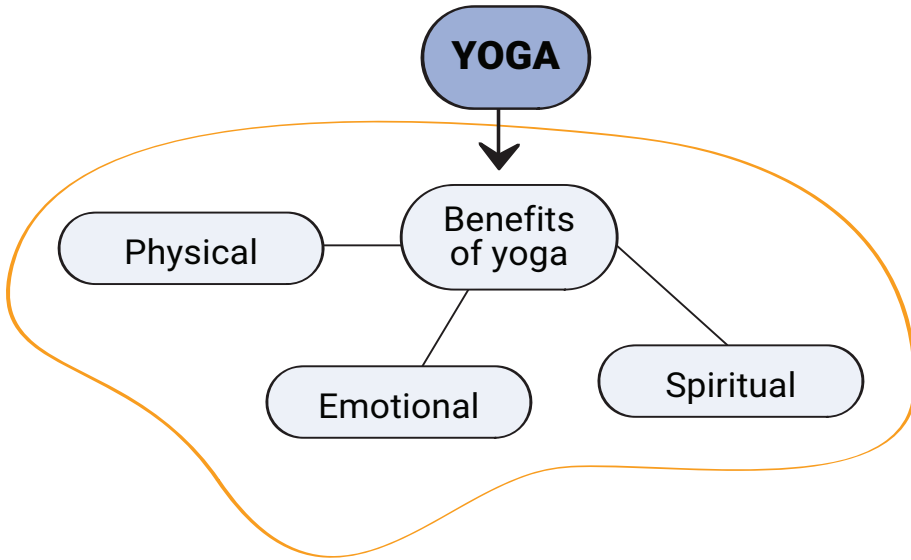 YOGA
Benefits
of yoga
Physical
Emotional
Spiritual